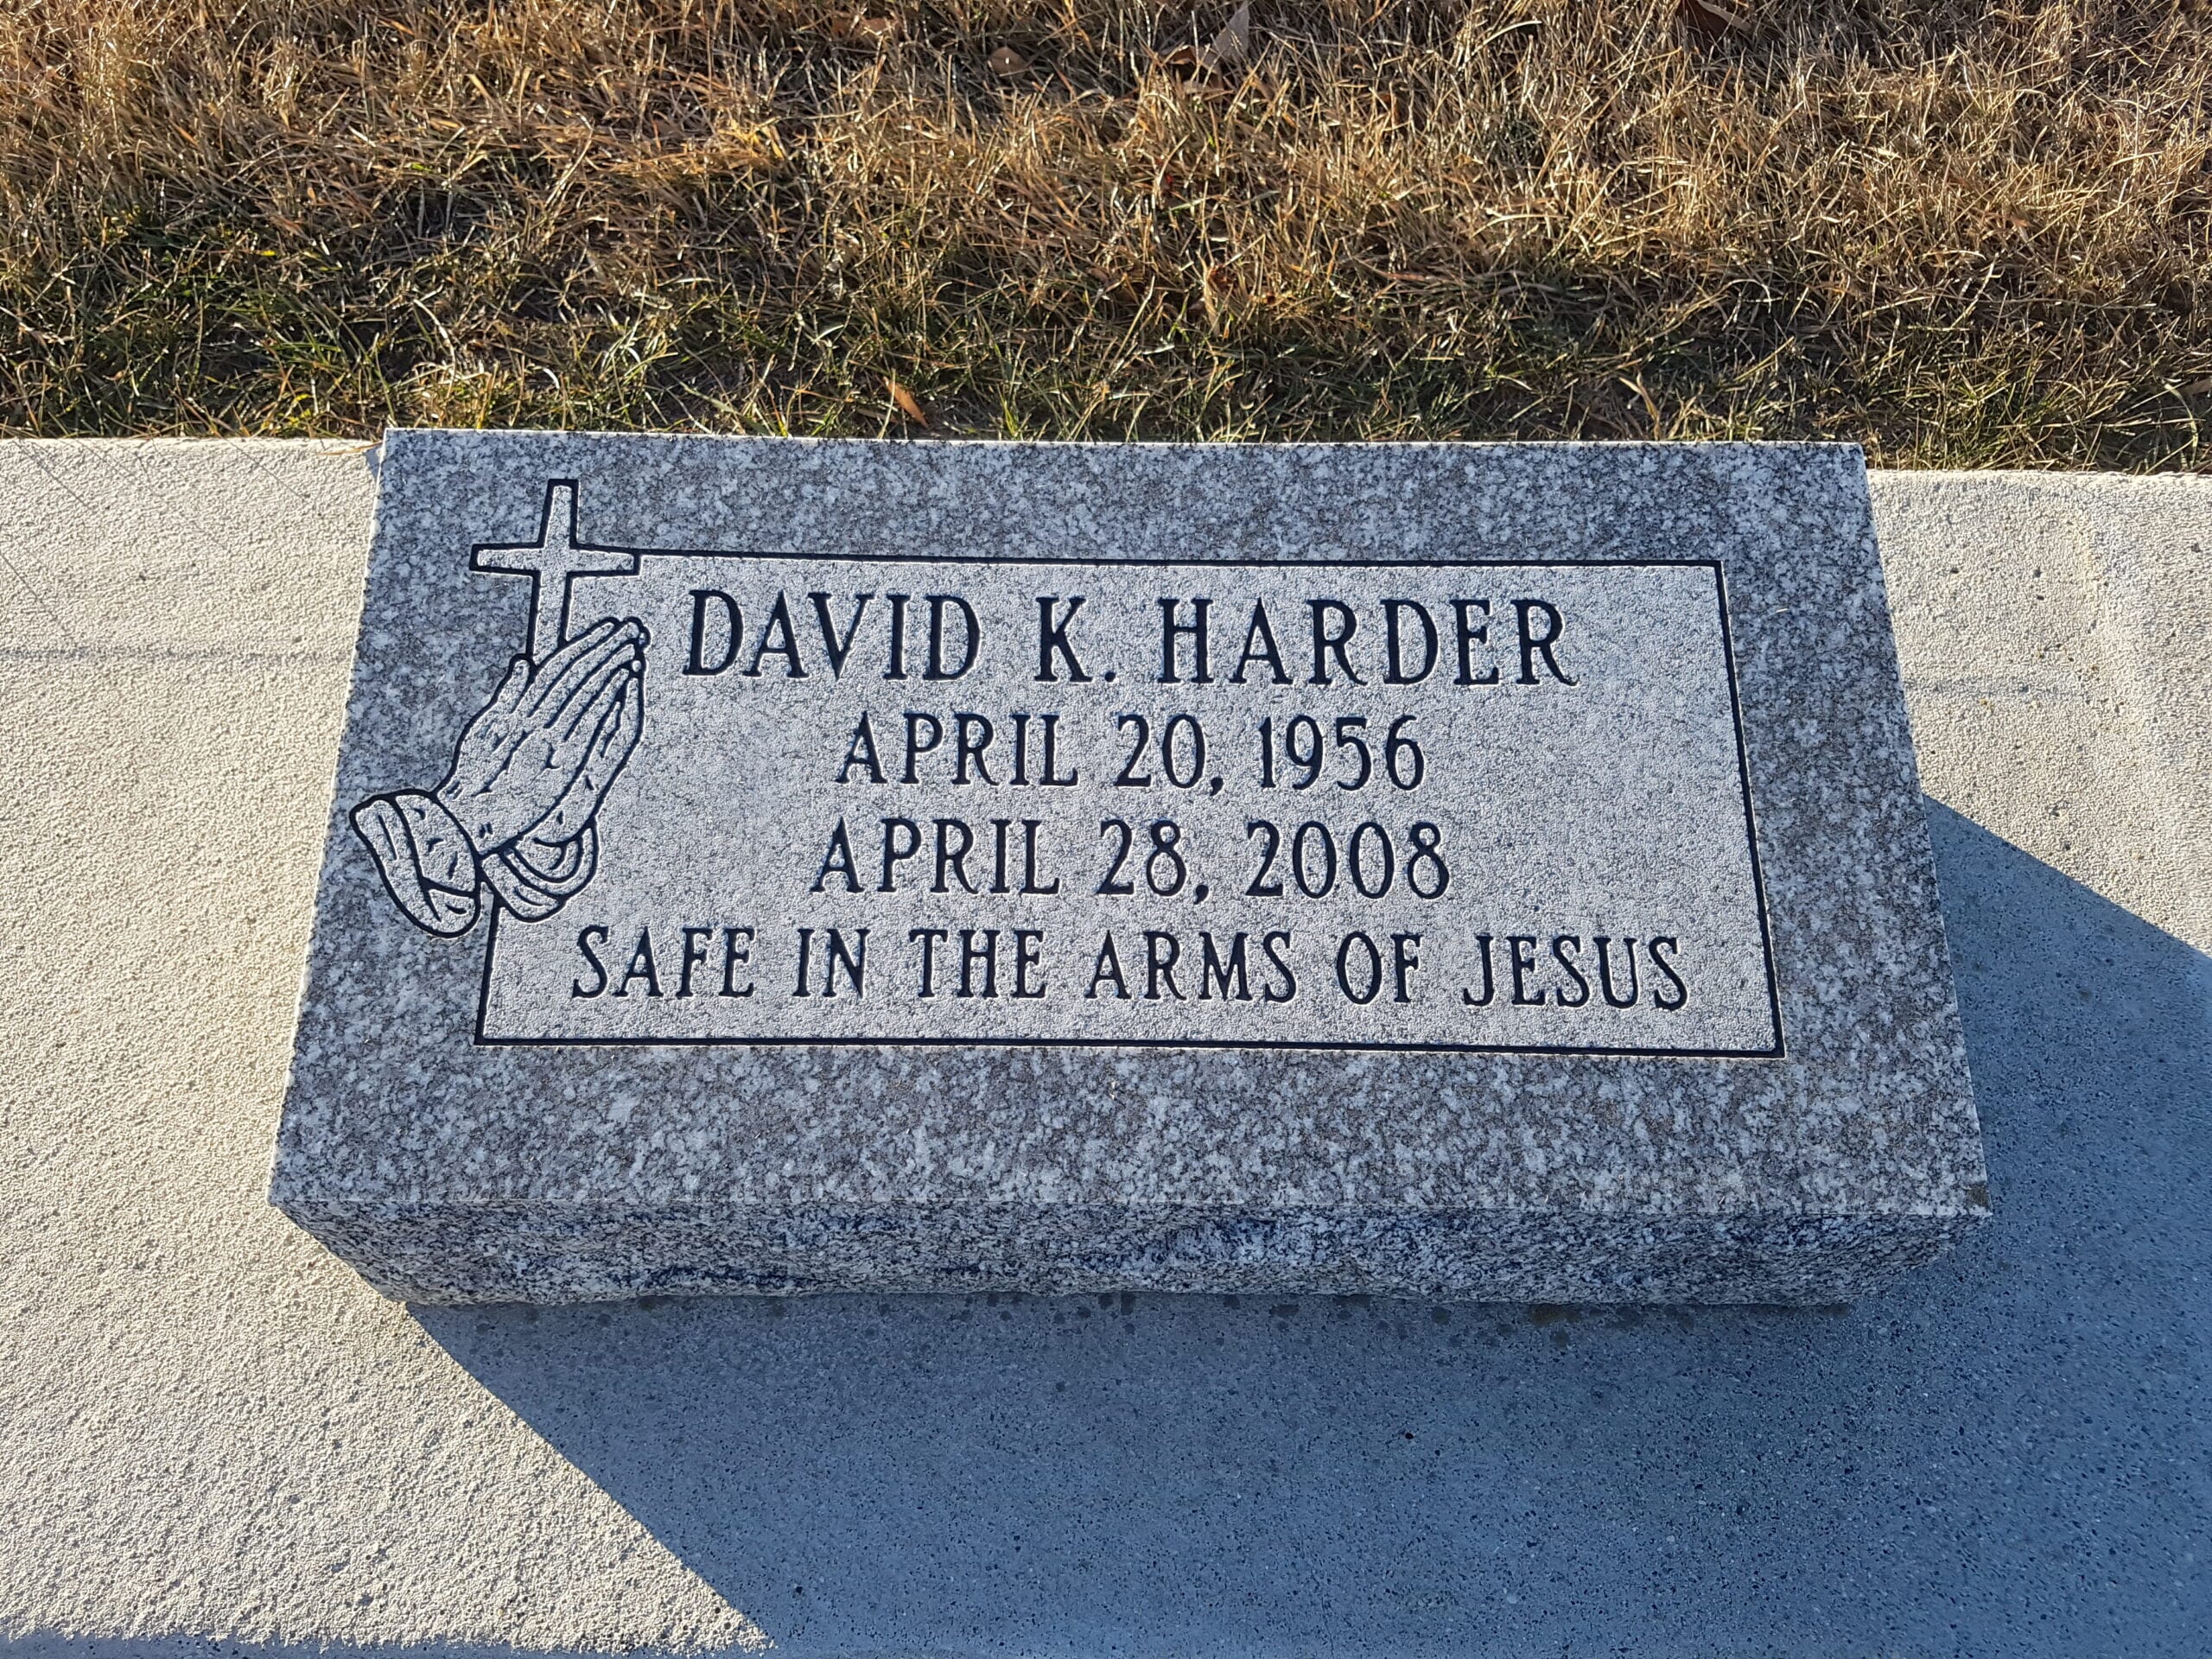 DAVID K. HARDER
APRIL 20, 1956
APRIL 28, 2008
SAFE IN THE ARMS OF JESUS